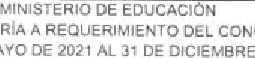 MINISTERIO DE EDUCACIÓN
RÍA A REQUERIMIENTO DEL CON
AYO DE 2021 AL 31 DE DICIEMBRE